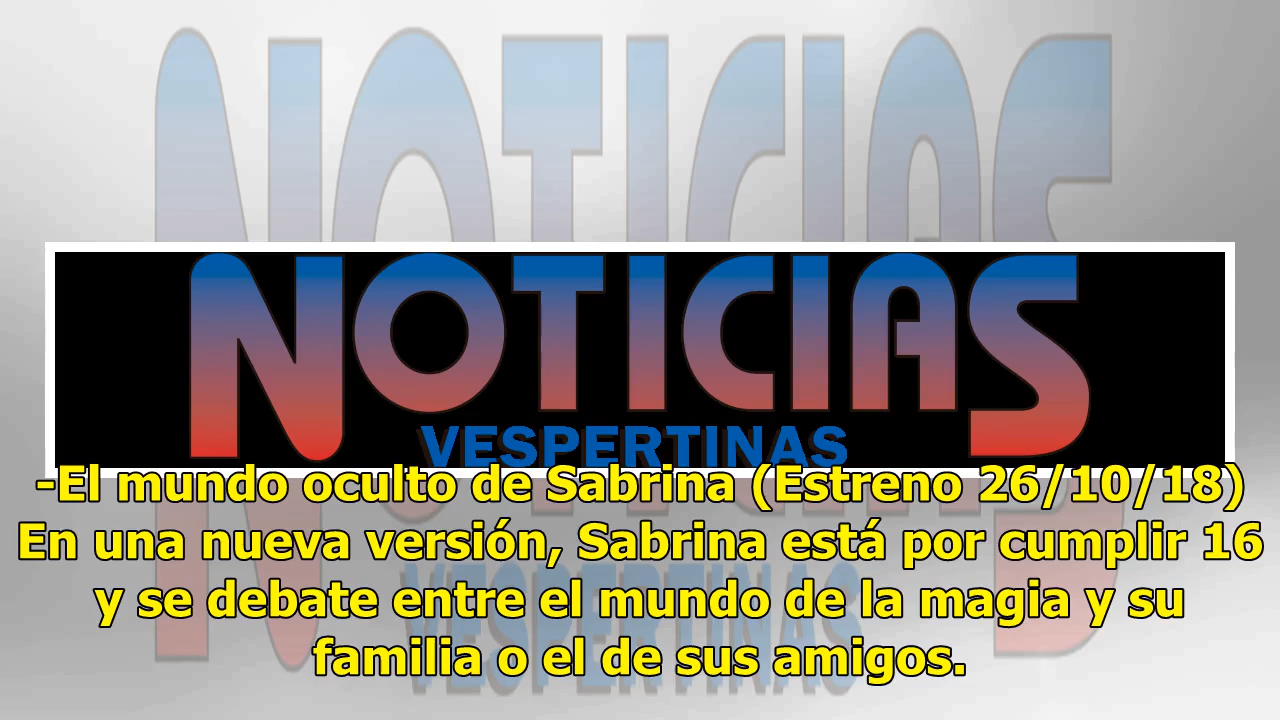 NOTICIAS
VESPERTINAS
-El mundo oculto de Sabrina (Estreno 26/10/18)
En una nueva versión, Sabrina está por cumplir 16
y se debate entre el mundo de la magia y su
familia o el de sus amigos.